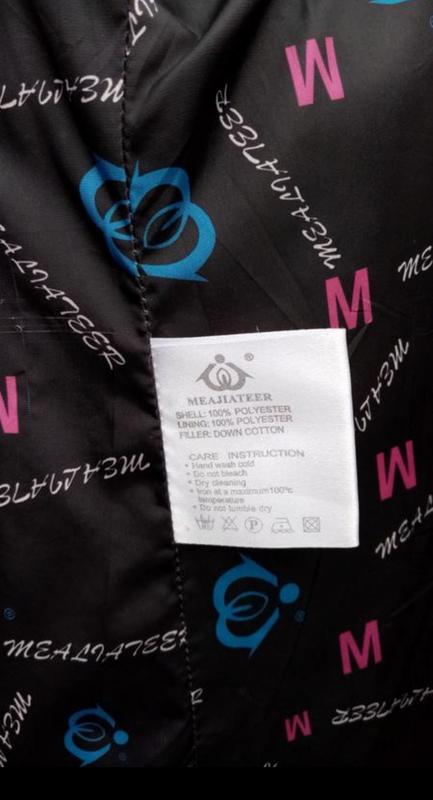 MEAJIATEER
M
MEAJIATEER
M
MEAJIATEER
®
MEAJIATEER
SHELL: 100% POLYESTER
LINING: 100% POLYESTER
FILLER: DOWN COTTON
CARE INSTRUCTION
• Hand wash cold
• Do not bleach
• Dry cleaning
• Iron at a maximum100℃
temperature
• Do not tumble dry
P
M
MEAJIATEER
MEAJIATEER
M
M